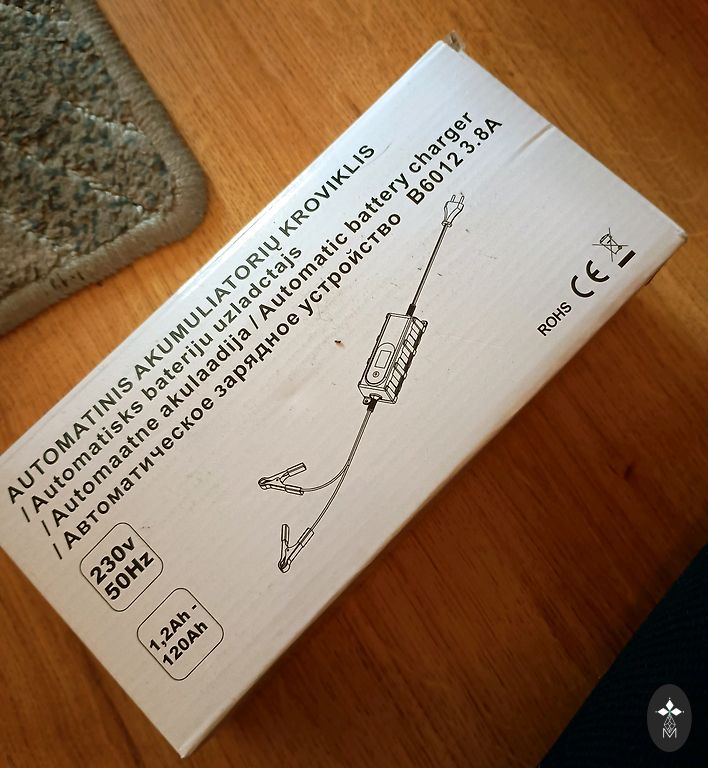 AUTOMATINIS AKUMULIATORIŲ KROVIKLIS
/ Automatisks bateriju uzladctajs
/ Automaatne akulaadija / Automatic battery charger
/ Автоматическое зарядное устройство B6012 3.8A
230v
50Hz
1,2Ah -
120Ah
ROHS CE
M